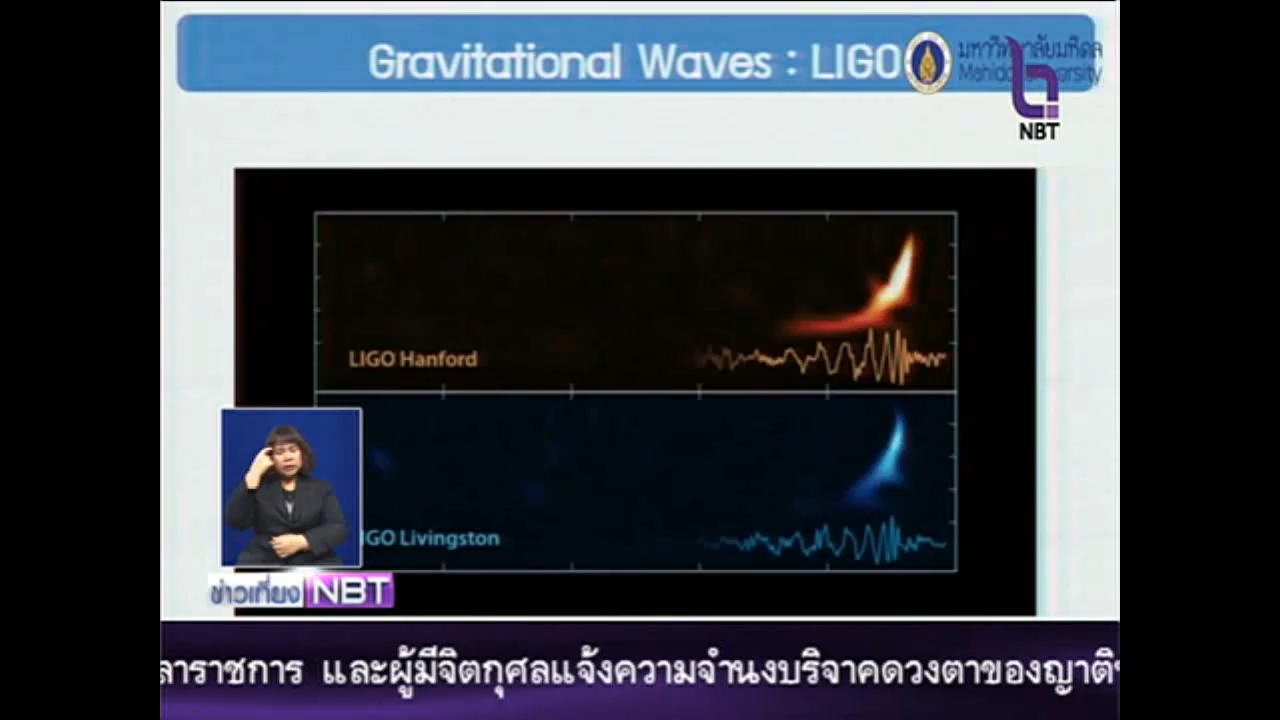 Gravitational Waves : LIGO
มหาวิทยาลัยมหิดล
Mahidol University
NBT
LIGO Hanford
IGO Livingston
ข่าวเที่ยง NBT
ลาราชการ และผู้มีจิตกุศลแจ้งความจำนงบริจาคดวงตาของญาติ